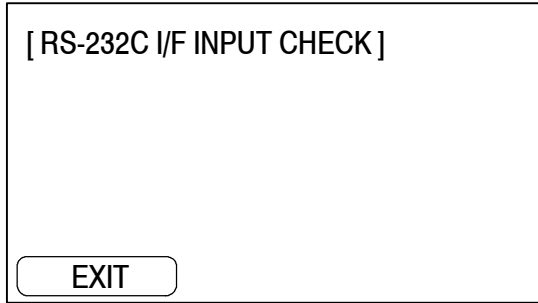 [ RS-232C I/F INPUT CHECK ]
EXIT